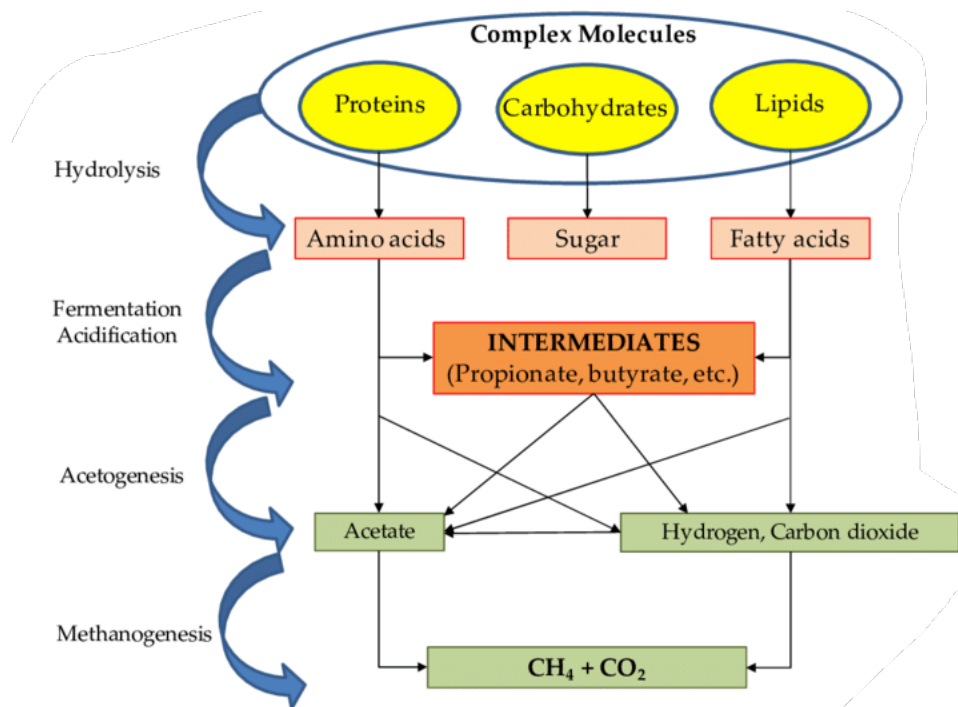 Complex Molecules
Proteins
Carbohydrates
Lipids
Hydrolysis
Amino acids
Sugar
Fatty acids
Fermentation
Acidification
INTERMEDIATES
(Propionate, butyrate, etc.)
Acetogenesis
Acetate
Hydrogen, Carbon dioxide
Methanogenesis
CH₄ + CO₂